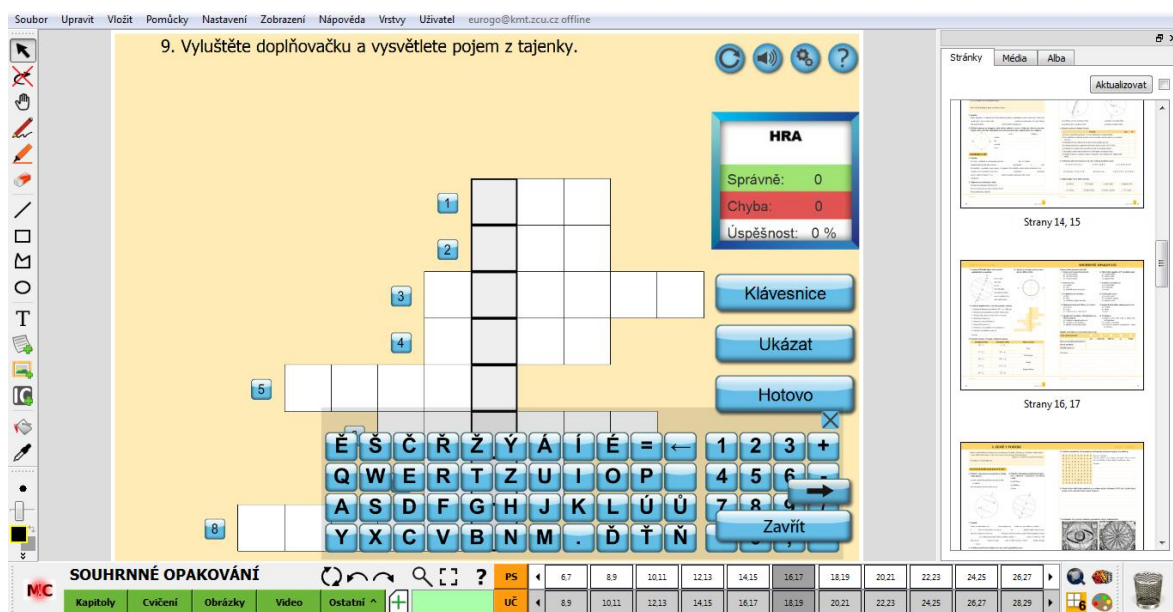 Soubor Upravit Vložit Pomůcky Nastavení Zobrazení Nápověda Vrstvy Uživatel eurogo@kmt.zcu.cz offline
9. Vyluštěte doplňovačku a vysvětlete pojem z tajenky.
?
Stránky Média Alba
Aktualizovat
HRA
Správně: 0
Chyba: 0
Úspěšnost: 0 %
1
2
3
4
5
8
Klávesnice
Ukázat
Hotovo
Strany 14, 15
Strany 16, 17
Ě Š Č Ř Ž Ý Á Í É = ← 1 2 3 +
Q W E R T Z U I O P 4 5 6 -
A S D F G H J K L Ú Ů 7 8 9 /
Y X C V B N M . Ď Ť Ň
Zavřít
T
MC
SOUHRNNÉ OPAKOVÁNÍ
? PS 6,7 8,9 10,11 12,13 14,15 16,17 18,19 20,21 22,23 24,25 26,27
Kapitoly Cvičení Obrázky Video Ostatní ^ UČ 8,9 10,11 12,13 14,15 16,17 18,19 20,21 22,23 24,25 26,27 28,29
6